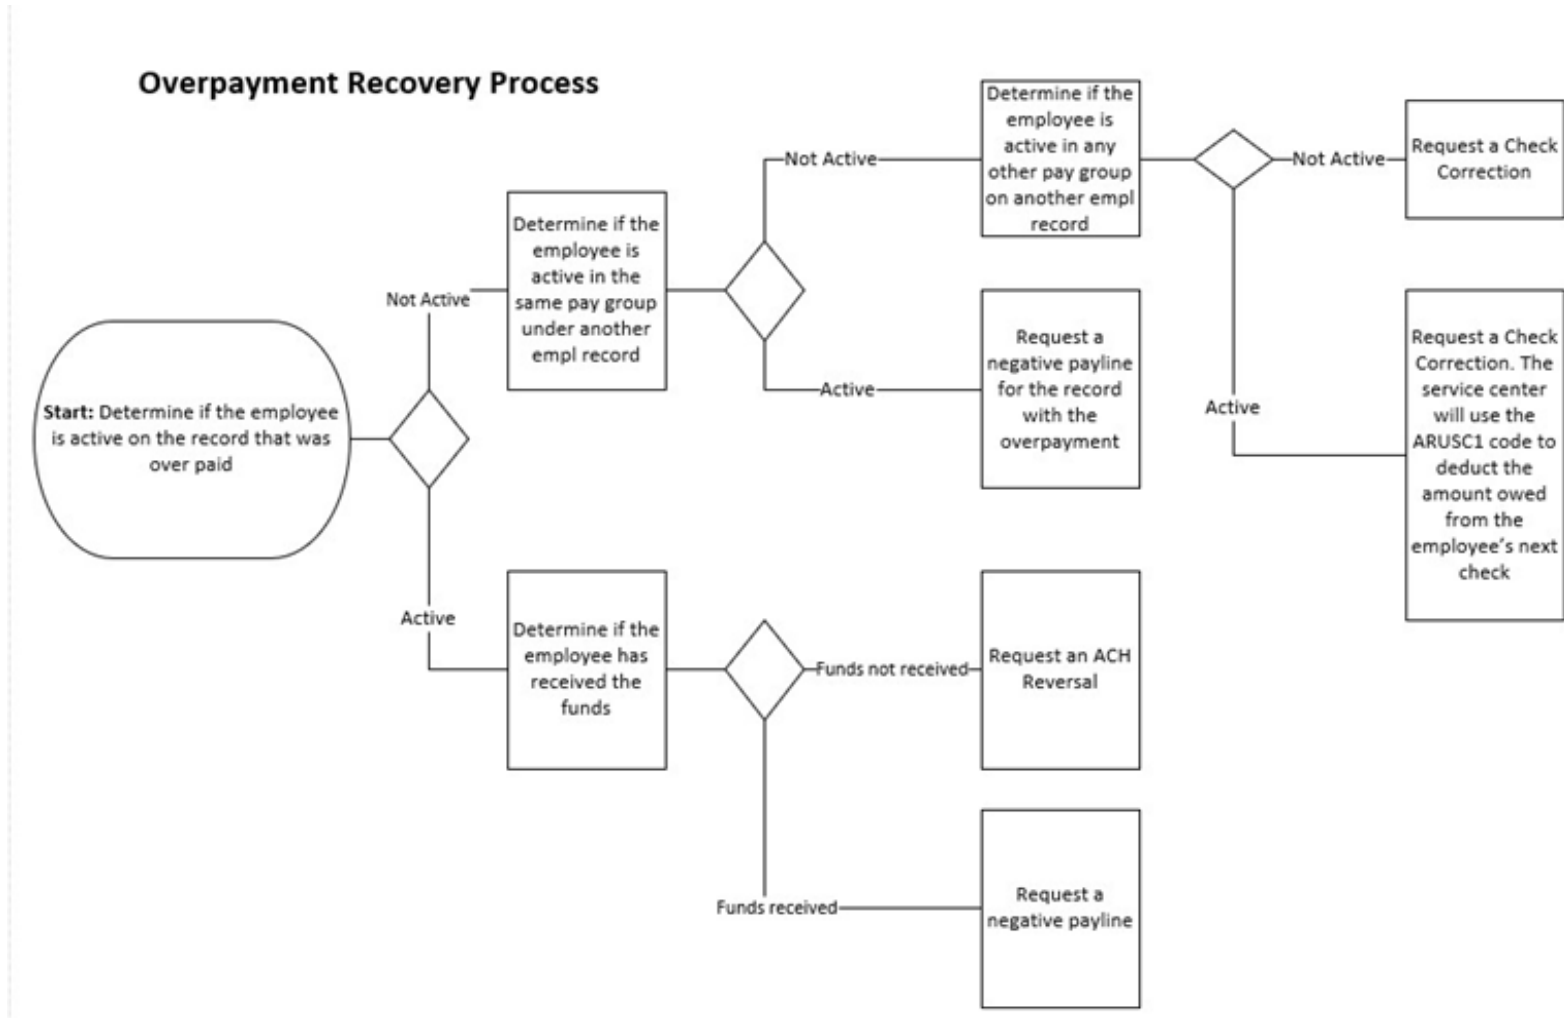 Overpayment Recovery Process
Start: Determine if the employee
is active on the record that was
over paid
Not Active
Active
Determine if the
employee is
active in the
same pay group
under another
empl record
Not Active
Active
Determine if the
employee is
active in any
other pay group
on another empl
record
Not Active
Active
Request a Check
Correction
Request a Check
Correction. The
service center
will use the
ARUSC1 code to
deduct the
amount owed
from the
employee's next
check
Request a
negative payline
for the record
with the
overpayment
Determine if the
employee has
received the
funds
Funds not received
Request an ACH
Reversal
Funds received
Request a
negative payline